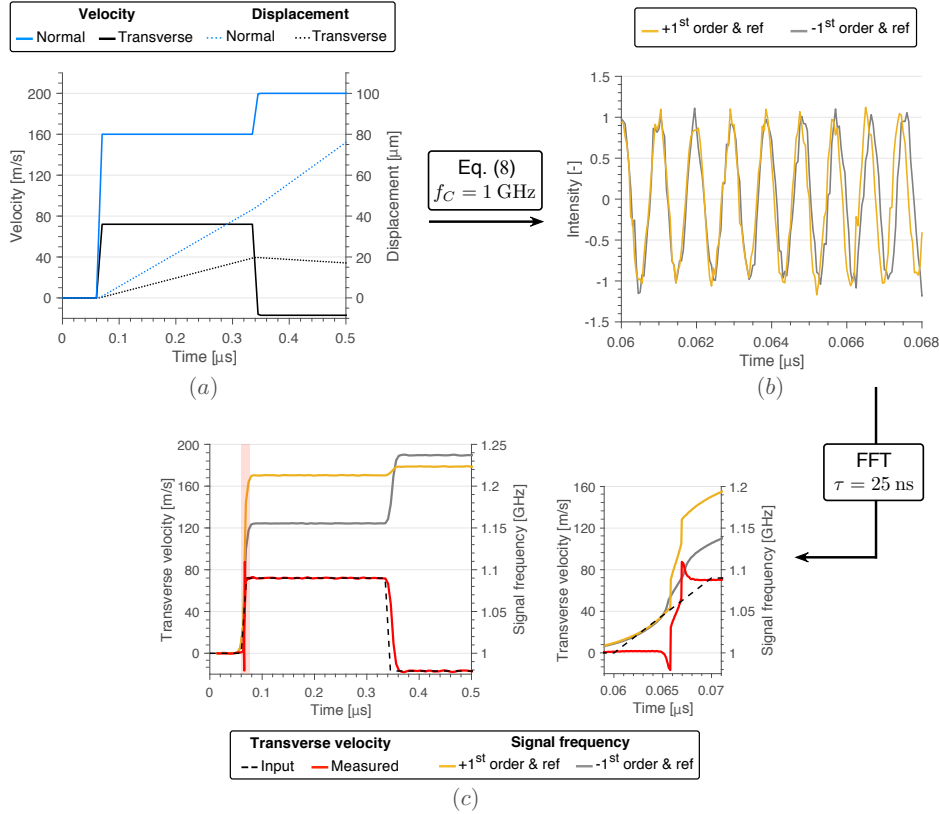 Velocity Displacement
Normal Transverse Normal Transverse
200
160
120
80
40
0
100
80
60
40
20
0
Velocity [m/s]
Displacement [µm]
0 0.1 0.2 0.3 0.4 0.5
Time [µs]
(a)
Eq. (8)
f_C = 1 GHz
+1st order & ref -1st order & ref
1.5
1.0
0.5
0
-0.5
-1.0
-1.5
Intensity [-]
0.06 0.062 0.064 0.066 0.068
Time [µs]
(b)
FFT
τ = 25 ns
200
160
120
80
40
0
1.25
1.2
1.15
1.1
1.05
1
Transverse velocity [m/s]
Signal frequency [GHz]
0 0.1 0.2 0.3 0.4 0.5
Time [µs]
160
120
80
40
0
1.2
1.15
1.1
1.05
1
Transverse velocity [m/s]
Signal frequency [GHz]
0.06 0.065 0.07
Time [µs]
Transverse velocity Signal frequency
Input Measured +1st order & ref -1st order & ref
(c)